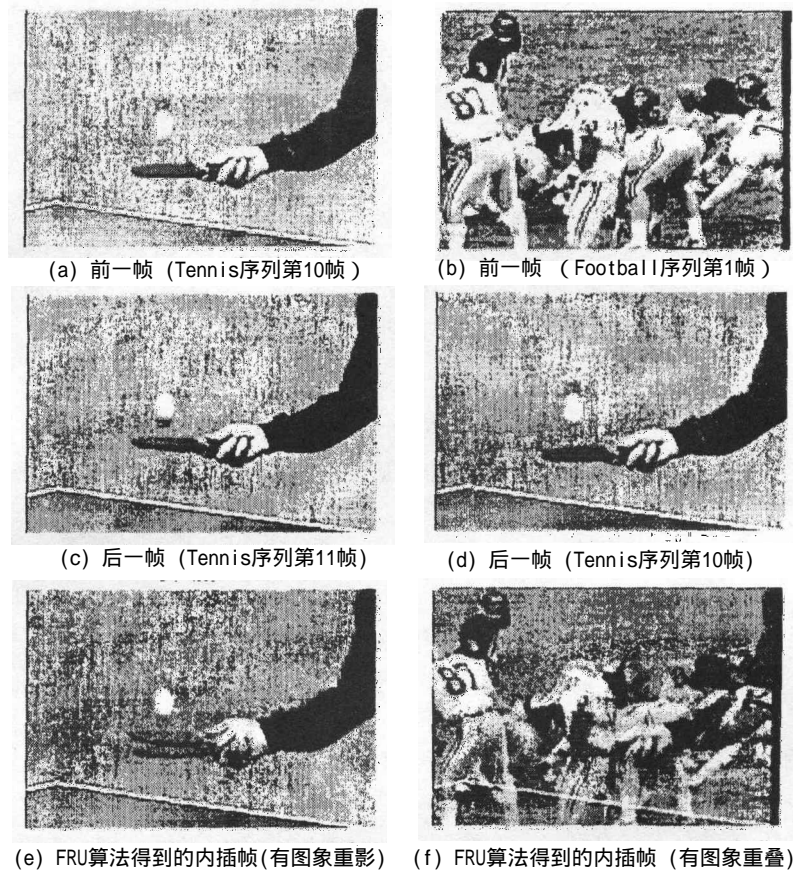 87
(a) 前一帧 (Tennis序列第10帧)
(b) 前一帧 (Football序列第1帧)
(c) 后一帧 (Tennis序列第11帧)
(d) 后一帧 (Tennis序列第10帧)
87
(e) FRU算法得到的内插帧(有图象重影)
(f) FRU算法得到的内插帧 (有图象重叠)